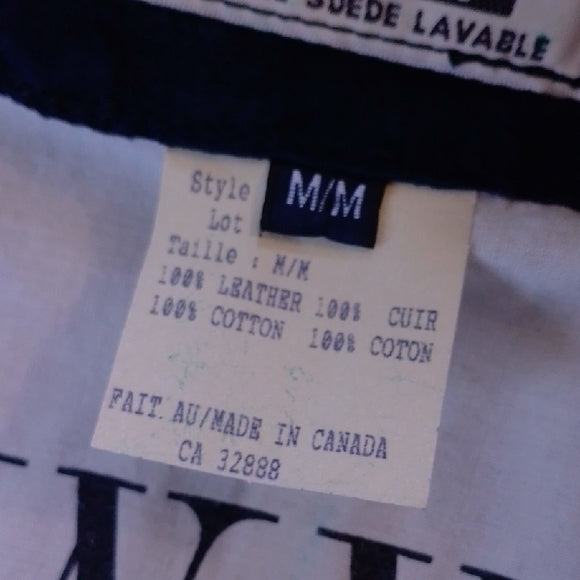 SUEDE LAVABLE
M/M
Style
Lot
Taille : M/M
100% LEATHER 100% CUIR
100% COTTON 100% COTON
FAIT AU/MADE IN CANADA
CA 32888